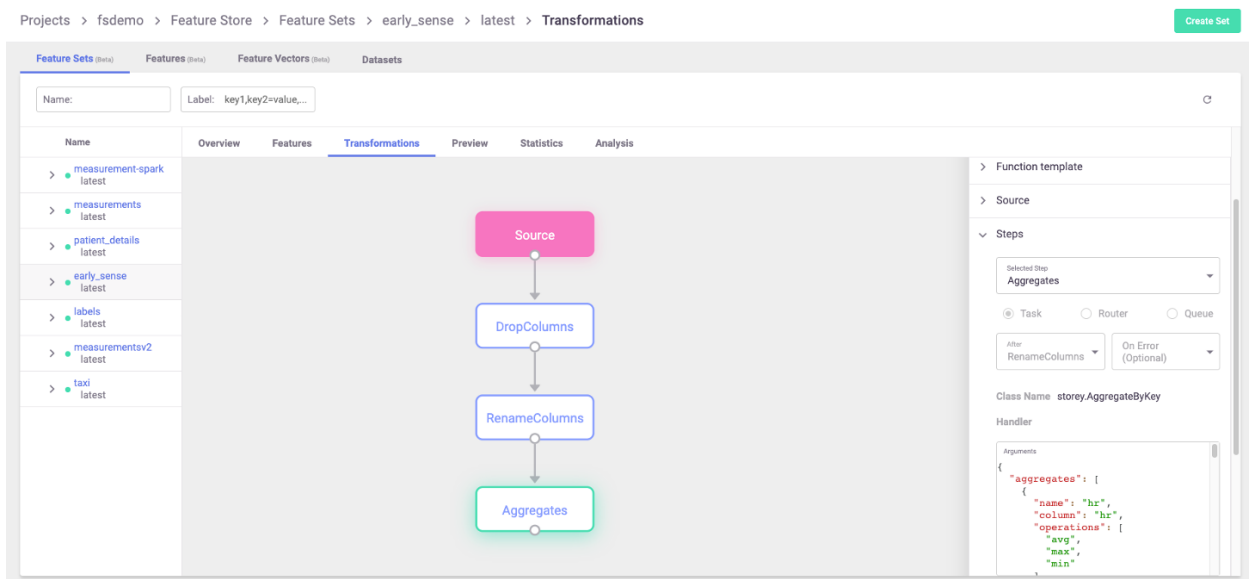 Projects > fsdemo > Feature Store > Feature Sets > early_sense > latest > Transformations
Create Set
Feature Sets (Beta) Features (Beta) Feature Vectors (Beta) Datasets
Name:
Label: key1,key2=value,...
Name
measurement-spark
latest
measurements
latest
patient_details
latest
early_sense
latest
labels
latest
measurementsv2
latest
taxi
latest
Overview Features Transformations Preview Statistics Analysis
Source
DropColumns
RenameColumns
Aggregates
Function template
Source
Steps
Selected Step
Aggregates
Task Router Queue
After
RenameColumns
On Error
(Optional)
Class Name storey.AggregateByKey
Handler
Arguments
{
"aggregates": [
{
"name": "hr",
"column": "hr",
"operations": [
"avg",
"max",
"min"